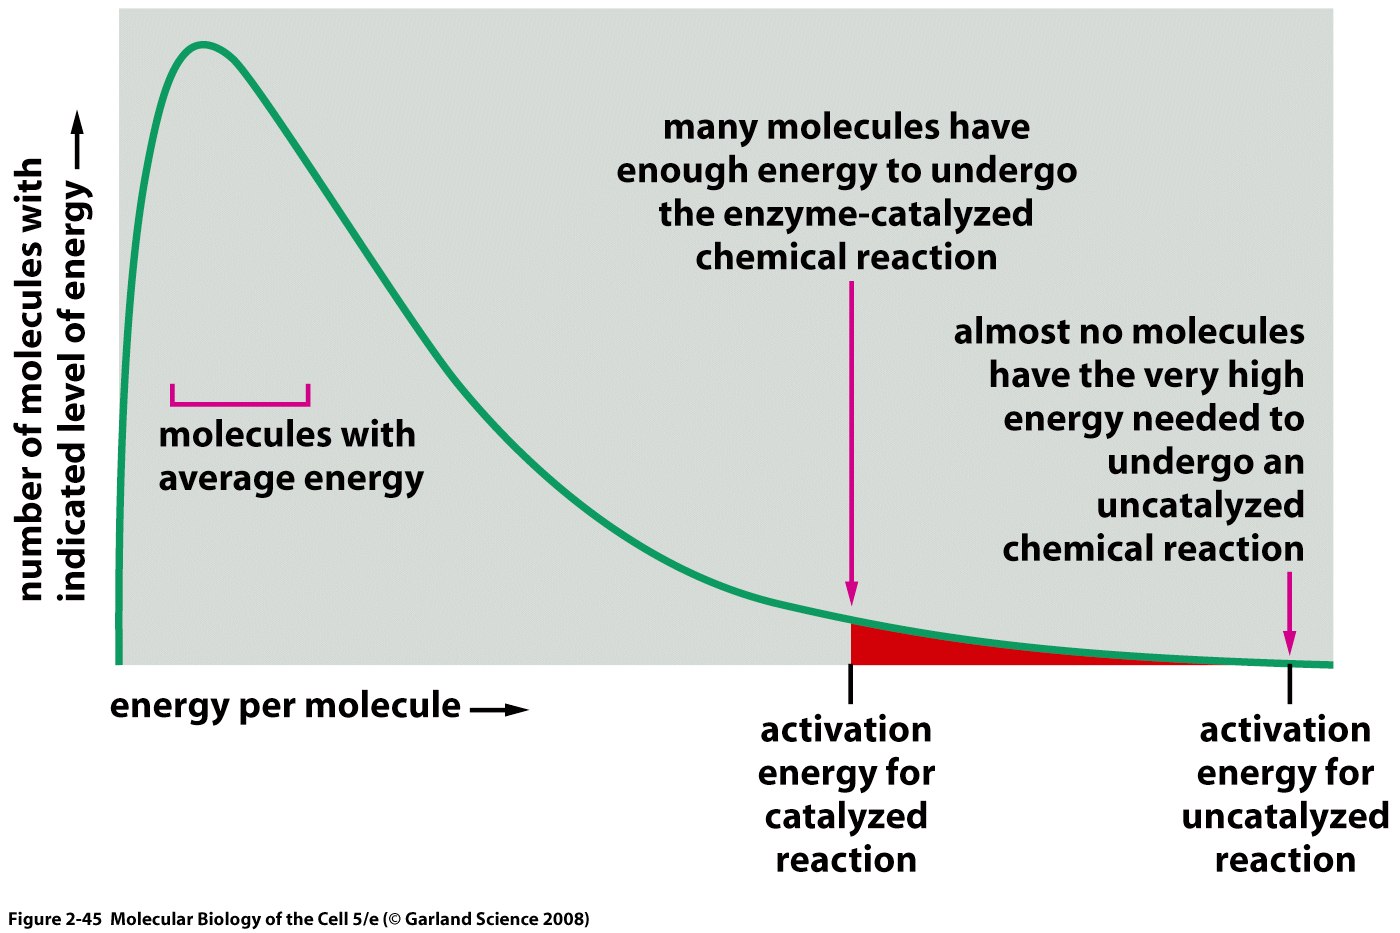 number of molecules with
indicated level of energy
many molecules have
enough energy to undergo
the enzyme-catalyzed
chemical reaction
almost no molecules
have the very high
energy needed to
undergo an
uncatalyzed
chemical reaction
molecules with
average energy
energy per molecule
activation
energy for
catalyzed
reaction
activation
energy for
uncatalyzed
reaction
Figure 2-45 Molecular Biology of the Cell 5/e (© Garland Science 2008)